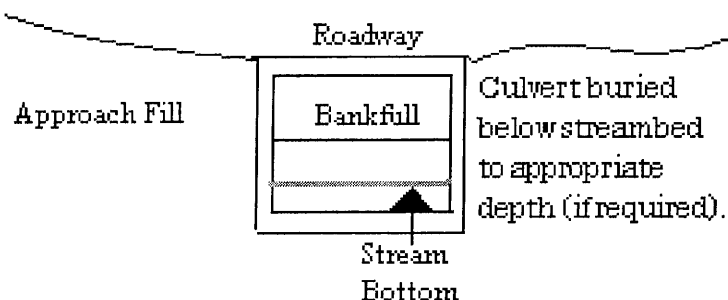 Roadway
Approach Fill
Bankfull
Culvert buried
below streambed
to appropriate
depth (if required).
Stream
Bottom